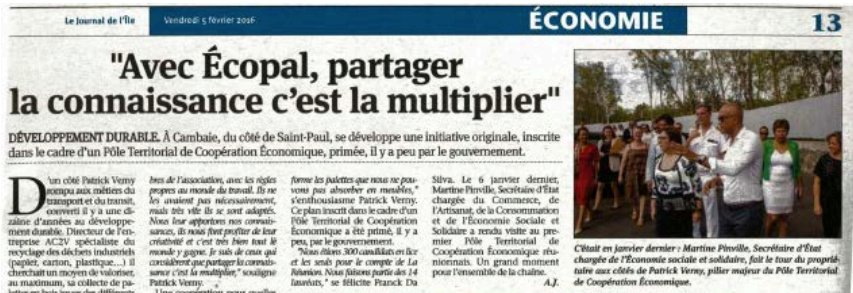 Le Journal de l'Île
Vendredi 5 février 2016
ÉCONOMIE
13
"Avec Écopal, partager
la connaissance c'est la multiplier"
DÉVELOPPEMENT DURABLE. À Cambaie, du côté de Saint-Paul, se développe une initiative originale, inscrite
dans le cadre d'un Pôle Territorial de Coopération Économique, primée, il y a peu par le gouvernement.
D'un côté Patrick Verny
rompu aux métiers du
transport et du transit,
converti il y a une di-
zaine d'années au développe-
ment durable. Directeur de l'en-
treprise AC2V spécialiste du
recyclage des déchets industriels
(papier, carton, plastique,...) il
cherchait un moyen de valoriser,
au maximum, sa collecte de pa-
bres de l'association, avec les règles
propres au monde du travail. Ils ne
les avaient pas nécessairement,
mais très vite ils se sont adaptés.
Nous leur apportons nos connais-
sances, ils nous font profiter de leur
créativité et c'est très bien tout le
monde y gagne. Je suis de ceux qui
considèrent que partager la connais-
sance c'est la multiplier," souligne
Patrick Verny.
Une coopération pour quelles
forme les palettes que nous ne pou-
vons pas absorber en meubles,"
s'enthousiasme Patrick Verny.
Ce plan inscrit dans le cadre d'un
Pôle Territorial de Coopération
Économique a été primé, il y a
peu, par le gouvernement.
"Nous étions 300 candidats en lice
et les seuls pour le compte de La
Réunion. Nous faisons partie des 14
lauréats," se félicite Franck Da
Silva. Le 6 janvier dernier,
Martine Pinville, Secrétaire d'État
chargée du Commerce, de
l'Artisanat, de la Consommation
et de l'Économie Sociale et
Solidaire a rendu visite au pre-
mier Pôle Territorial de
Coopération Économique réu-
nionnais. Un grand moment
pour l'ensemble de la chaîne.
A.J.
C'était en janvier dernier : Martine Pinville, Secrétaire d'État
chargée de l'Économie sociale et solidaire, fait le tour du proprié-
taire aux côtés de Patrick Verny, pilier majeur du Pôle Territorial
de Coopération Économique.